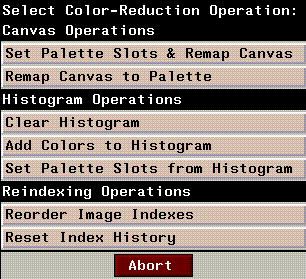 Select Color-Reduction Operation:
Canvas Operations
Set Palette Slots & Remap Canvas
Remap Canvas to Palette
Histogram Operations
Clear Histogram
Add Colors to Histogram
Set Palette Slots from Histogram
Reindexing Operations
Reorder Image Indexes
Reset Index History
Abort